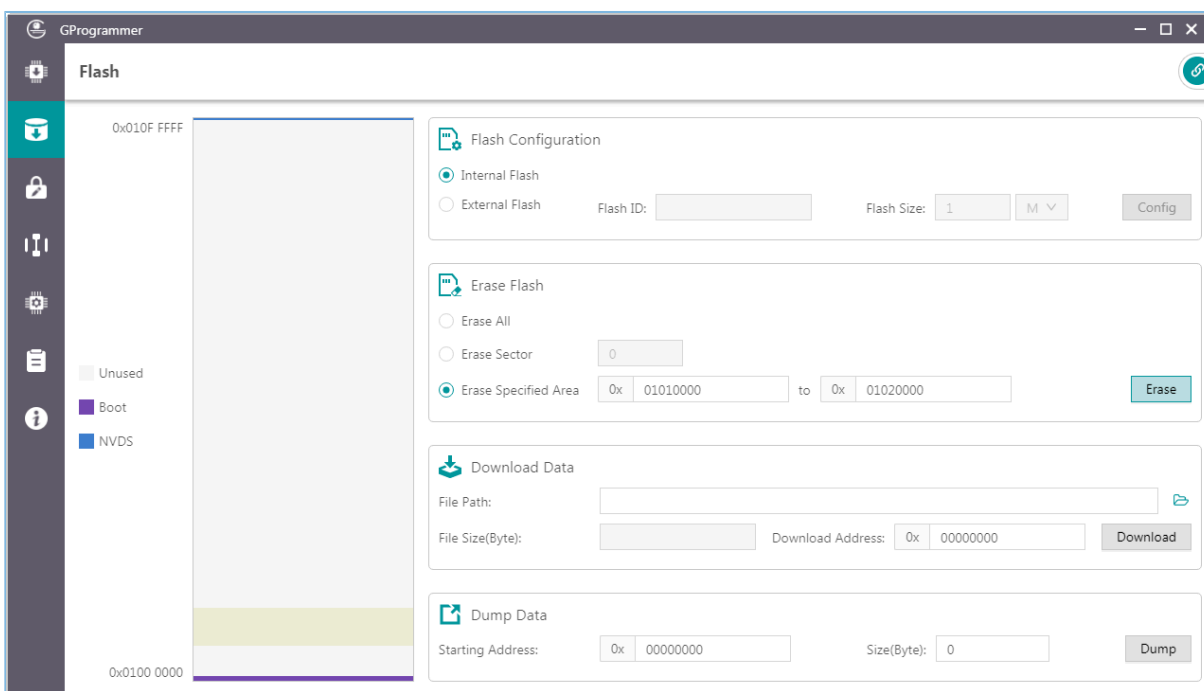 GProgrammer
Flash
0x010F FFFF
Unused
Boot
NVDS
0x0100 0000
Flash Configuration
Internal Flash
External Flash Flash ID: Flash Size: 1 M Config
Erase Flash
Erase All
Erase Sector 0
Erase Specified Area 0x 01010000 to 0x 01020000 Erase
Download Data
File Path:
File Size(Byte): Download Address: 0x 00000000 Download
Dump Data
Starting Address: 0x 00000000 Size(Byte): 0 Dump